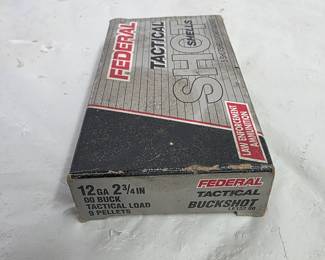 FEDERAL
TACTICAL
SHOT
SHELLS
LAW ENFORCEMENT
AMMUNITION
12 GA 2 3/4 IN
00 BUCK
TACTICAL LOAD
9 PELLETS
FEDERAL
TACTICAL
BUCKSHOT